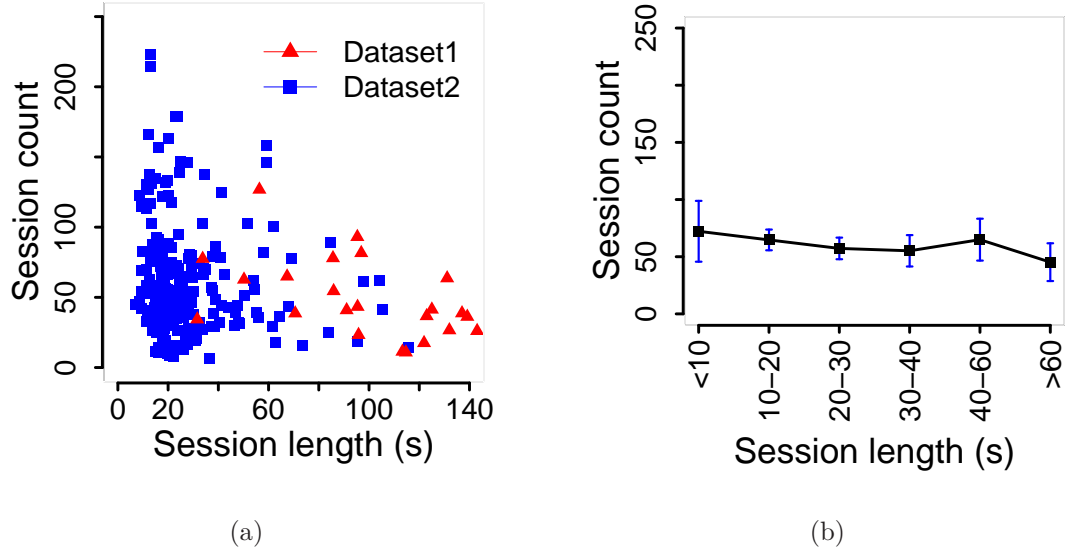 Dataset1
Dataset2
Session count
0
50
100
200
0
20
60
100
140
Session length (s)
(a)
Session count
0
50
150
250
<10
10−20
20−30
30−40
40−60
>60
Session length (s)
(b)